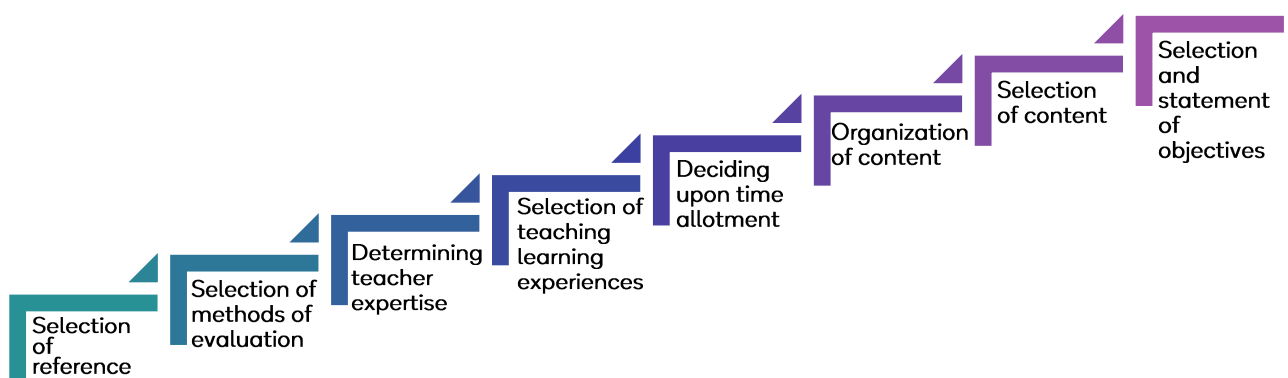 Selection
of
reference
Selection of
methods of
evaluation
Determining
teacher
expertise
Selection of
teaching
learning
experiences
Deciding
upon time
allotment
Organization
of content
Selection
of content
Selection
and
statement
of
objectives